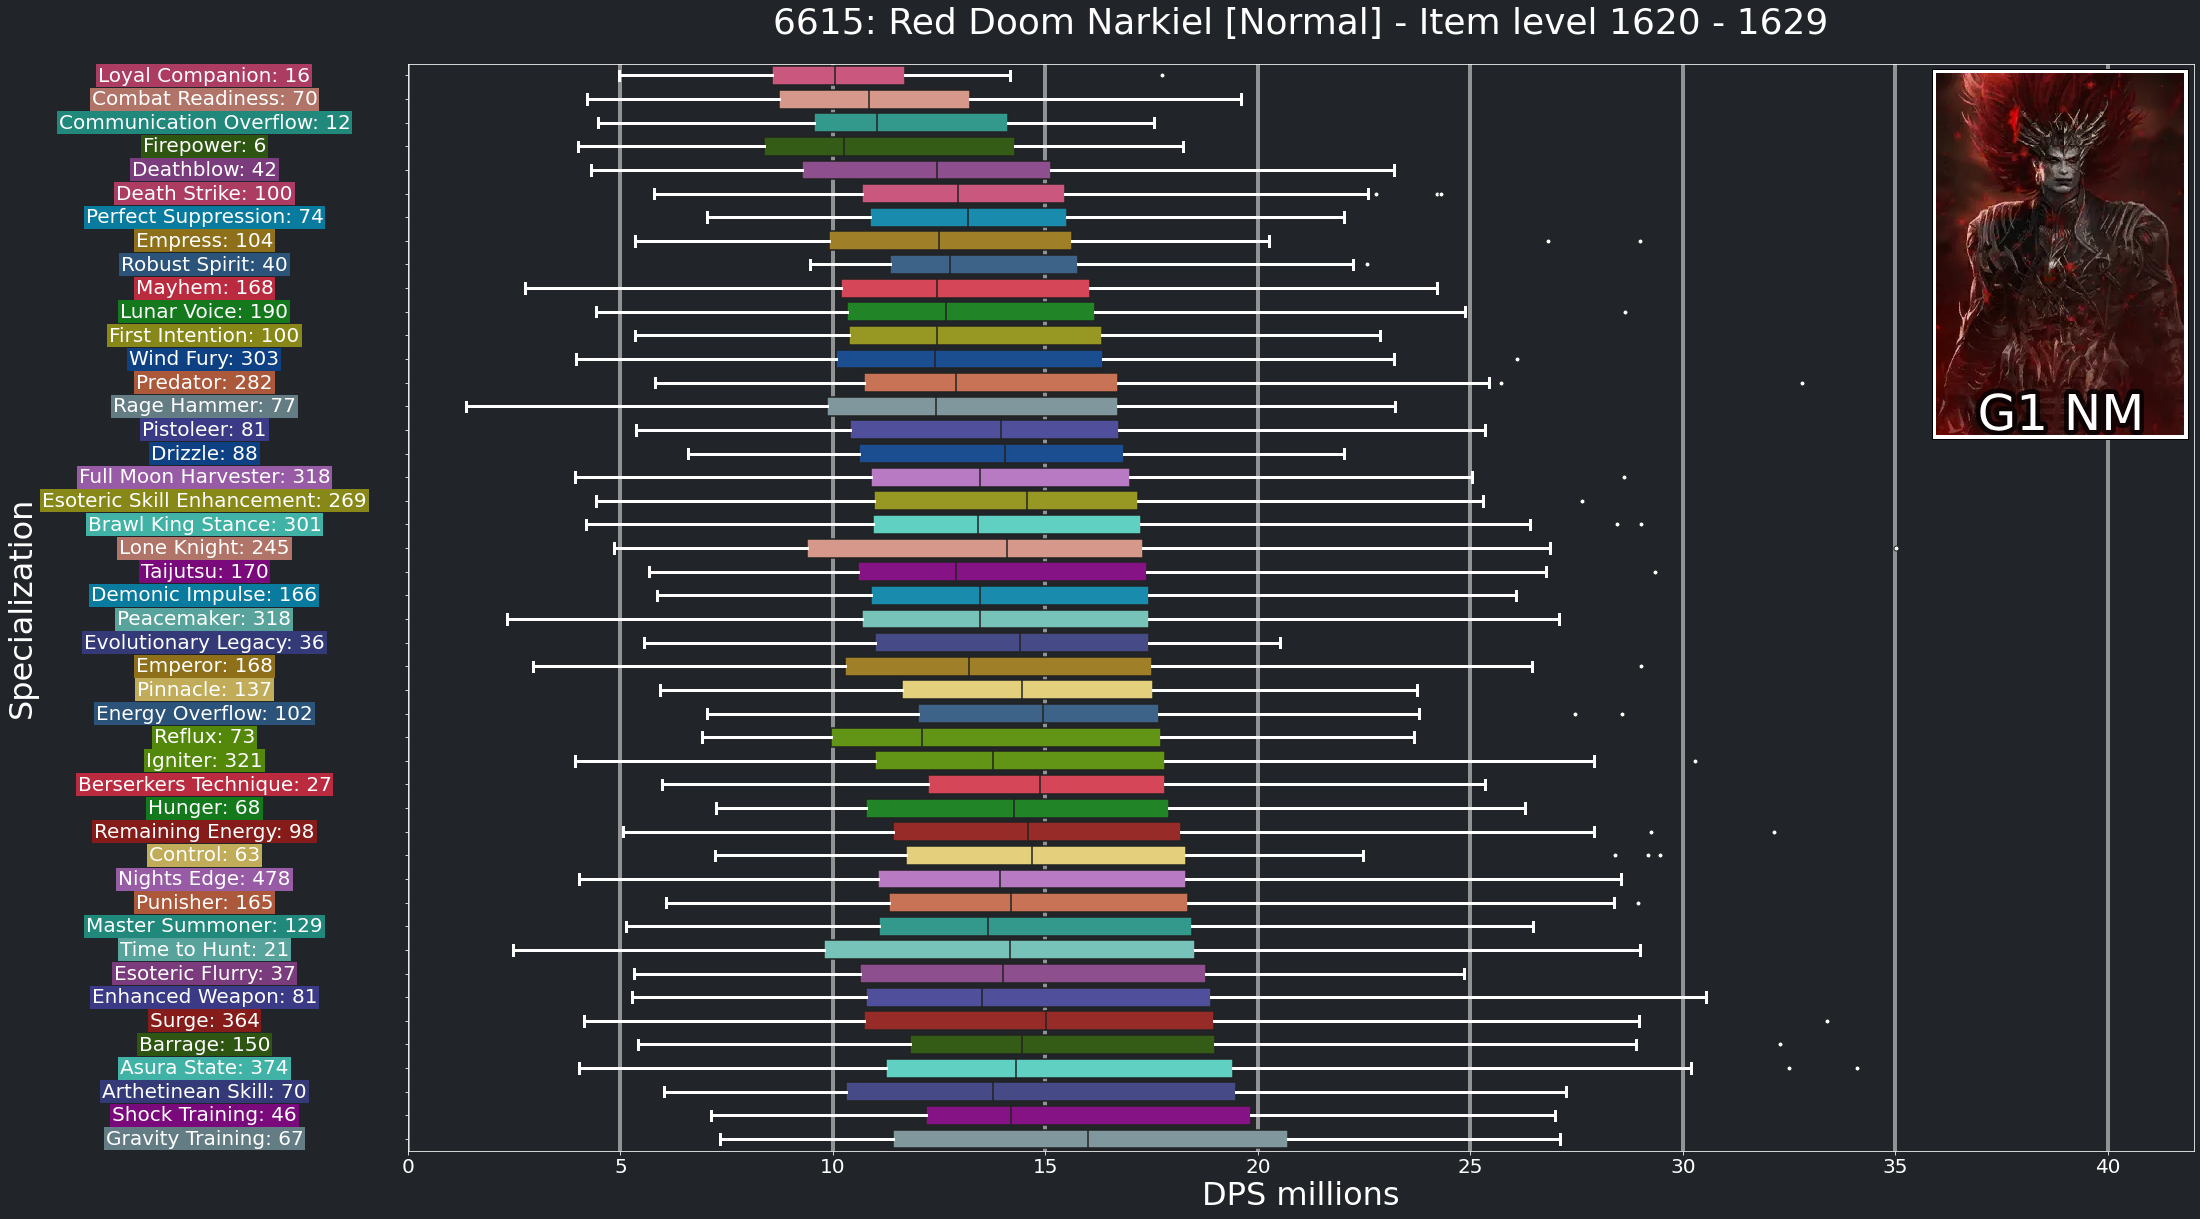 6615: Red Doom Narkiel [Normal] - Item level 1620 - 1629
Loyal Companion: 16
Combat Readiness: 70
Communication Overflow: 12
Firepower: 6
Deathblow: 42
Death Strike: 100
Perfect Suppression: 74
Empress: 104
Robust Spirit: 40
Mayhem: 168
Lunar Voice: 190
First Intention: 100
Wind Fury: 303
Predator: 282
Rage Hammer: 77
Pistoleer: 81
Drizzle: 88
Full Moon Harvester: 318
Esoteric Skill Enhancement: 269
Brawl King Stance: 301
Lone Knight: 245
Taijutsu: 170
Demonic Impulse: 166
Peacemaker: 318
Evolutionary Legacy: 36
Emperor: 168
Pinnacle: 137
Energy Overflow: 102
Reflux: 73
Igniter: 321
Berserkers Technique: 27
Hunger: 68
Remaining Energy: 98
Control: 63
Nights Edge: 478
Punisher: 165
Master Summoner: 129
Time to Hunt: 21
Esoteric Flurry: 37
Enhanced Weapon: 81
Surge: 364
Barrage: 150
Asura State: 374
Arthetinean Skill: 70
Shock Training: 46
Gravity Training: 67
Specialization
G1 NM
0 5 10 15 20 25 30 35 40
DPS millions